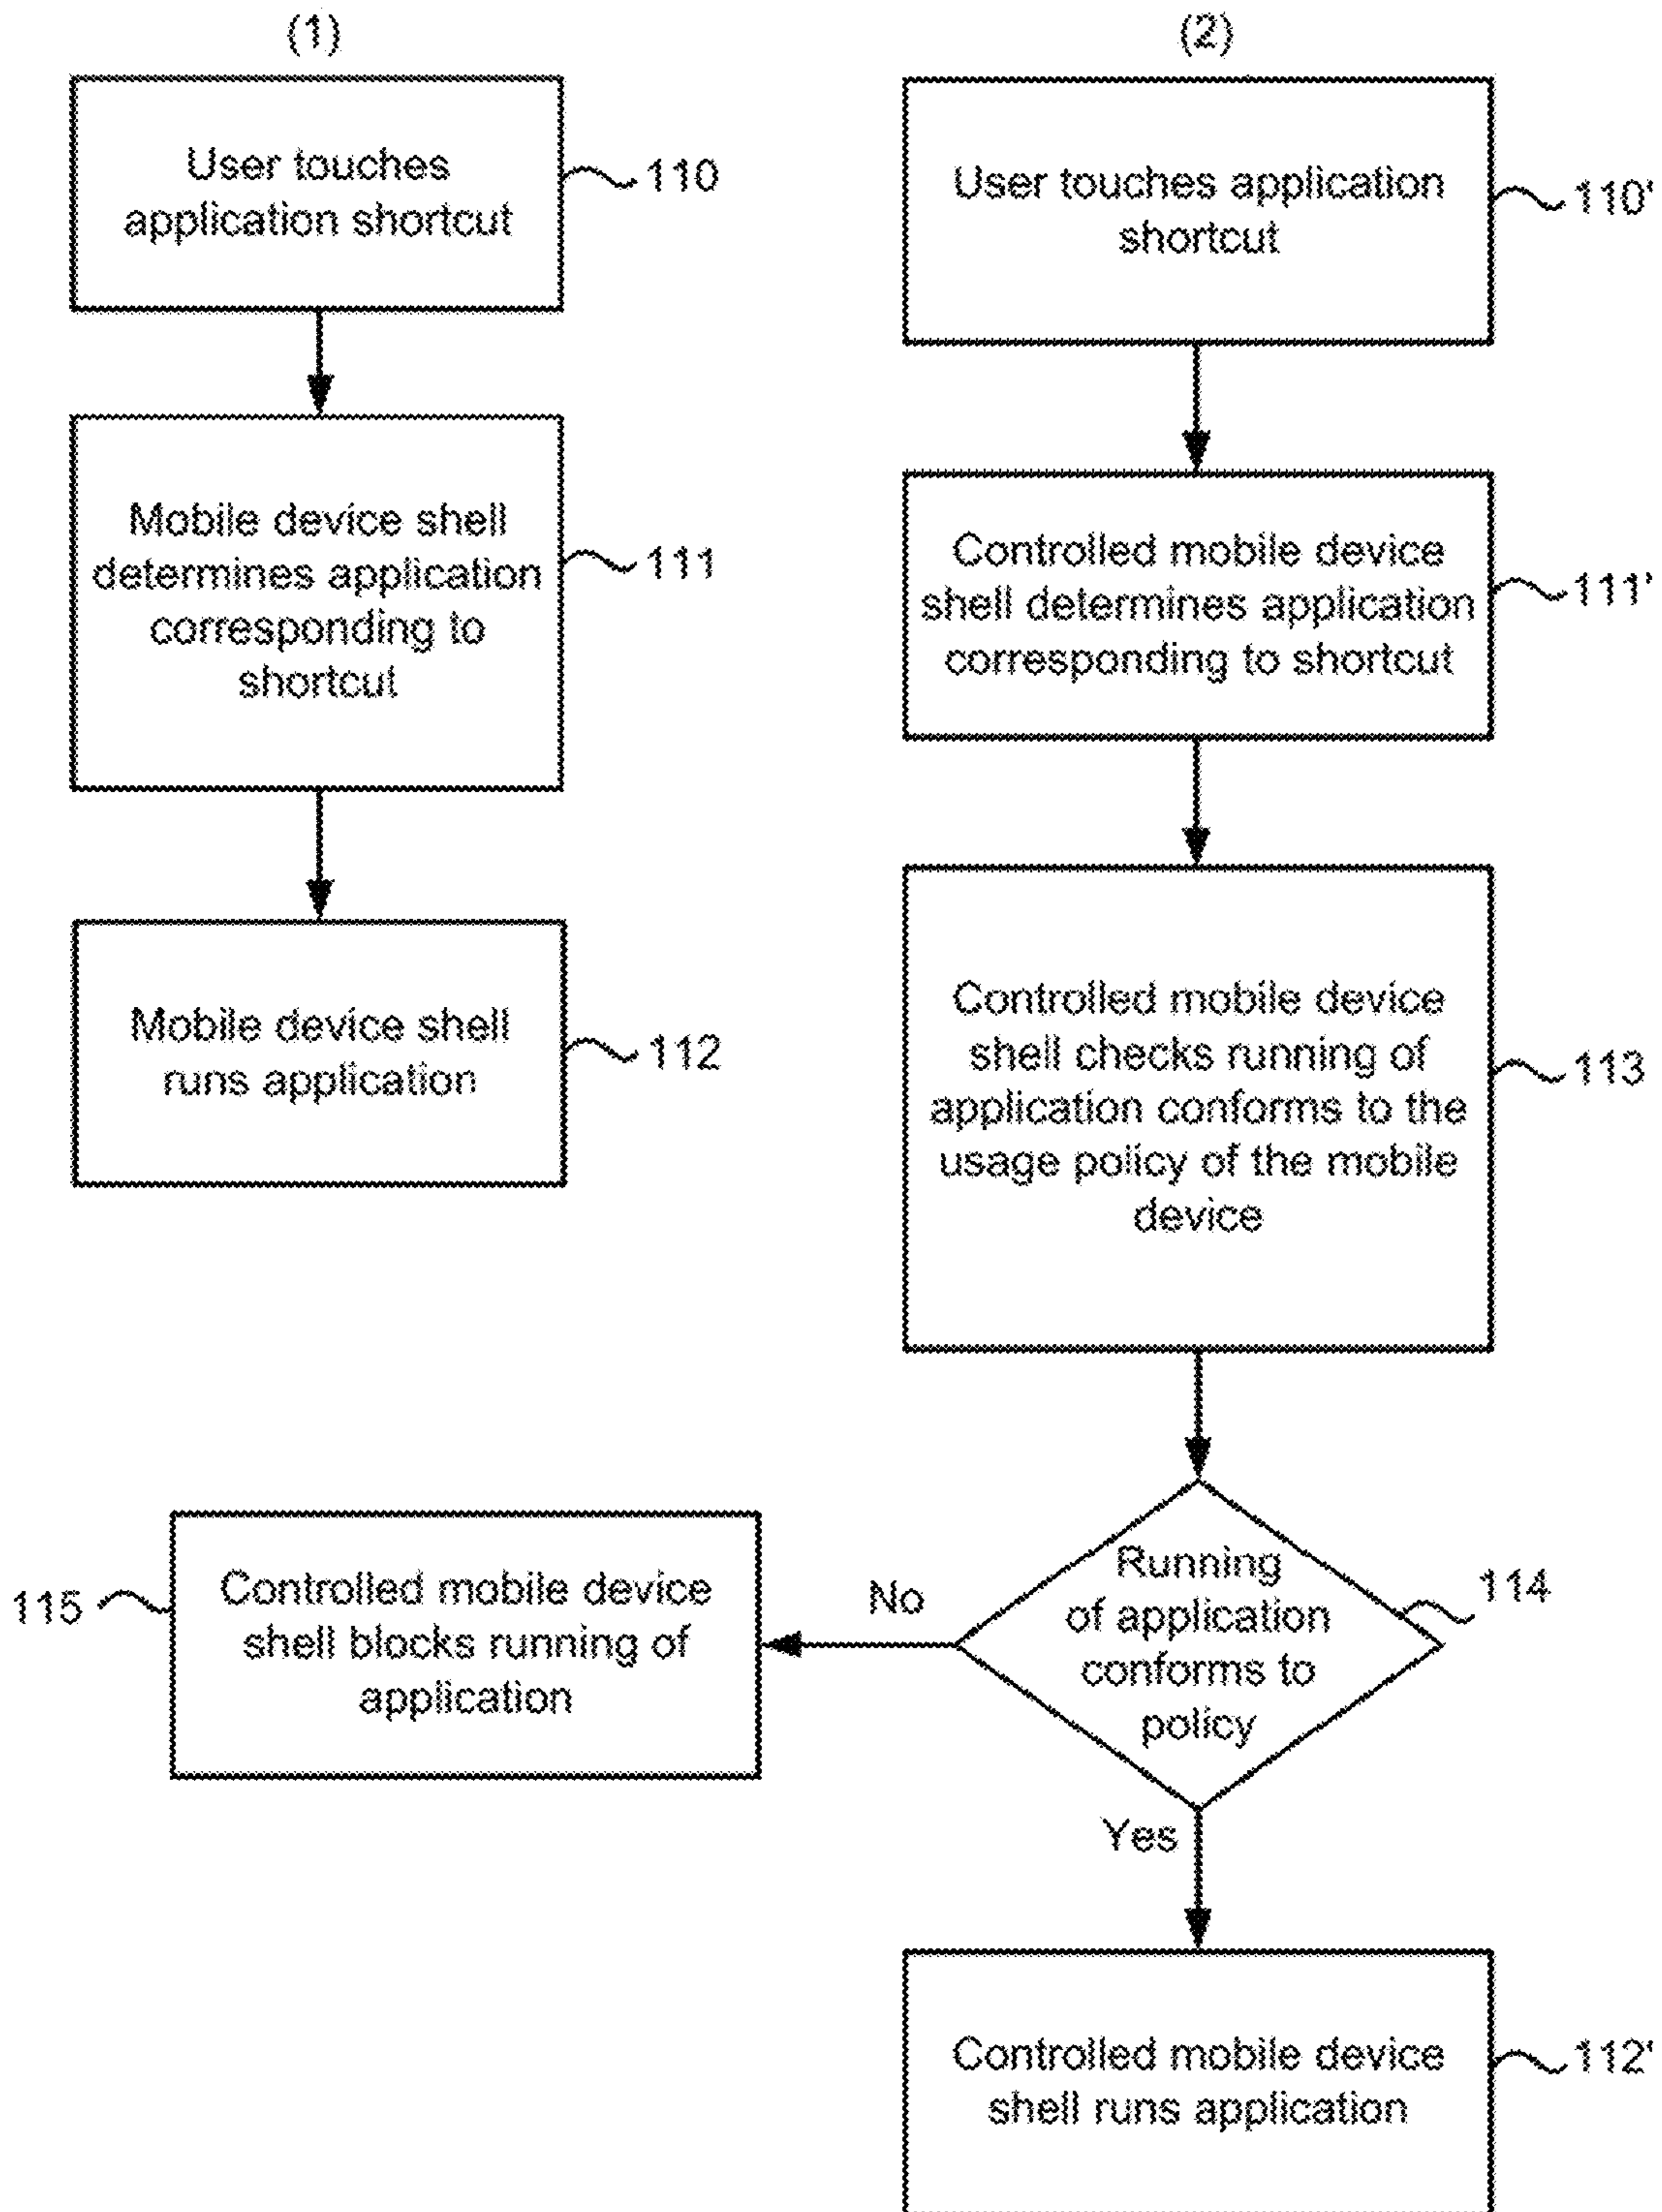 (1)
User touches
application shortcut
110
Mobile device shell
determines application
corresponding to
shortcut
111
Mobile device shell
runs application
112
(2)
User touches application
shortcut
110'
Controlled mobile device
shell determines application
corresponding to shortcut
111'
Controlled mobile device
shell checks running of
application conforms to the
usage policy of the mobile
device
113
Running
of application
conforms to
policy
114
No
Controlled mobile device
shell blocks running of
application
115
Yes
Controlled mobile device
shell runs application
112'